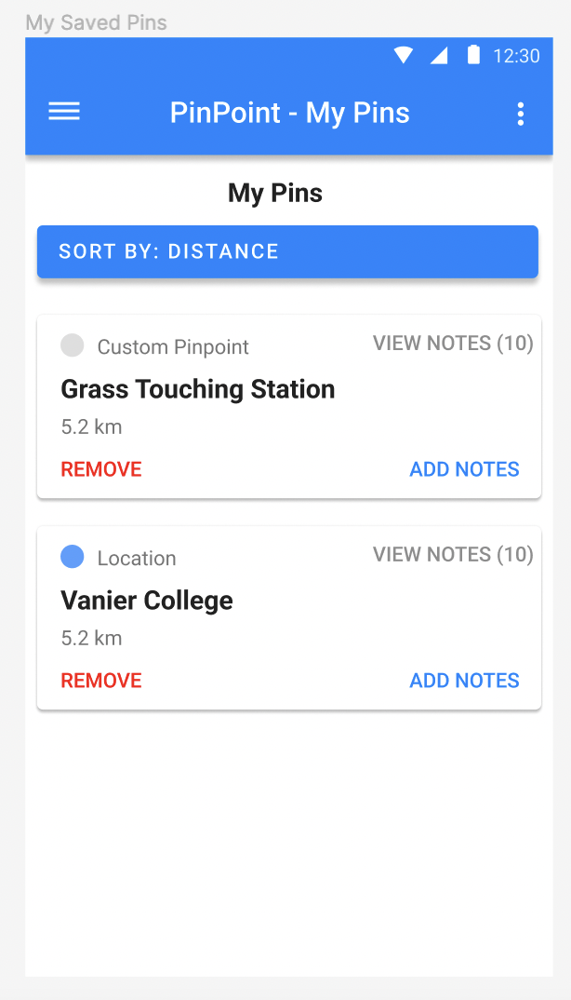 My Saved Pins
12:30
PinPoint - My Pins
My Pins
SORT BY: DISTANCE
Custom Pinpoint
VIEW NOTES (10)
Grass Touching Station
5.2 km
REMOVE
ADD NOTES
Location
VIEW NOTES (10)
Vanier College
5.2 km
REMOVE
ADD NOTES